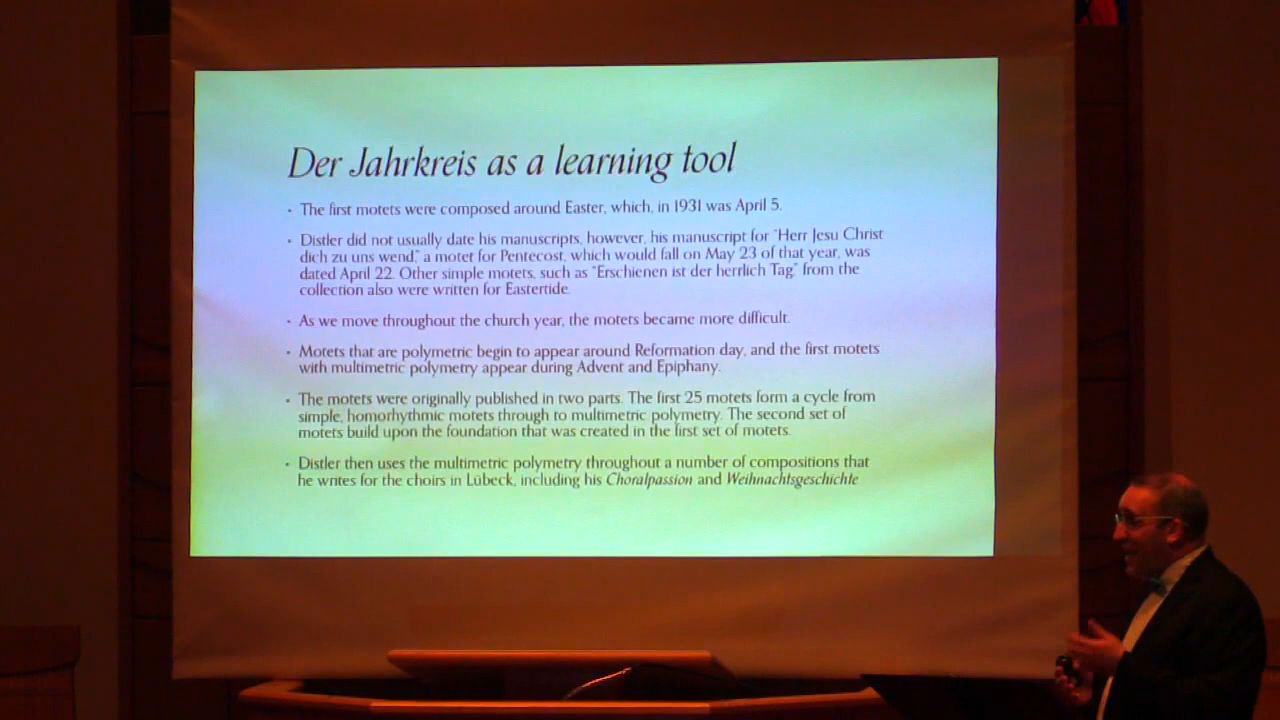 Der Jahrkreis as a learning tool
• The first motets were composed around Easter, which, in 1931 was April 5.
• Distler did not usually date his manuscripts, however, his manuscript for "Herr Jesu Christ
dich zu uns wend," a motet for Pentecost, which would fall on May 23 of that year, was
dated April 22. Other simple motets, such as "Erschienen ist der herrlich Tag" from the
collection also were written for Eastertide.
• As we move throughout the church year, the motets became more difficult.
• Motets that are polymetric begin to appear around Reformation day, and the first motets
with multimetric polymetry appear during Advent and Epiphany.
• The motets were originally published in two parts. The first 25 motets form a cycle from
simple, homorhythmic motets through to multimetric polymetry. The second set of
motets build upon the foundation that was created in the first set of motets.
• Distler then uses the multimetric polymetry throughout a number of compositions that
he writes for the choirs in Lübeck, including his Choralpassion and Weihnachtsgeschichte